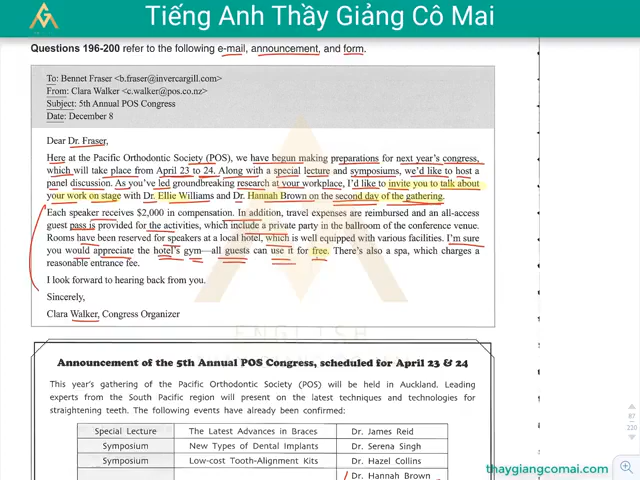 Tiếng Anh Thầy Giảng Cô Mai
Questions 196-200 refer to the following e-mail, announcement, and form.
To: Bennet Fraser <b.fraser@invercargill.com>
From: Clara Walker <c.walker@pos.co.nz>
Subject: 5th Annual POS Congress
Date: December 8
Dear Dr. Fraser,
Here at the Pacific Orthodontic Society (POS), we have begun making preparations for next year's congress,
which will take place from April 23 to 24. Along with a special lecture and symposiums, we'd like to host a
panel discussion. As you've led groundbreaking research at your workplace, I'd like to invite you to talk about
your work on stage with Dr. Ellie Williams and Dr. Hannah Brown on the second day of the gathering.
Each speaker receives $2,000 in compensation. In addition, travel expenses are reimbursed and an all-access
guest pass is provided for the activities, which include a private party in the ballroom of the conference venue.
Rooms have been reserved for speakers at a local hotel, which is well equipped with various facilities. I'm sure
you would appreciate the hotel's gym—all guests can use it for free. There's also a spa, which charges a
reasonable entrance fee.
I look forward to hearing back from you.
Sincerely,
Clara Walker, Congress Organizer
ENGLISH
Announcement of the 5th Annual POS Congress, scheduled for April 23 & 24
This year's gathering of the Pacific Orthodontic Society (POS) will be held in Auckland. Leading
experts from the South Pacific region will present on the latest techniques and technologies for
straightening teeth. The following events have already been confirmed:
Special Lecture The Latest Advances in Braces Dr. James Reid
Symposium New Types of Dental Implants Dr. Serena Singh
Symposium Low-cost Tooth-Alignment Kits Dr. Hazel Collins
Dr. Hannah Brown
87
220
thaygiangcomai.com